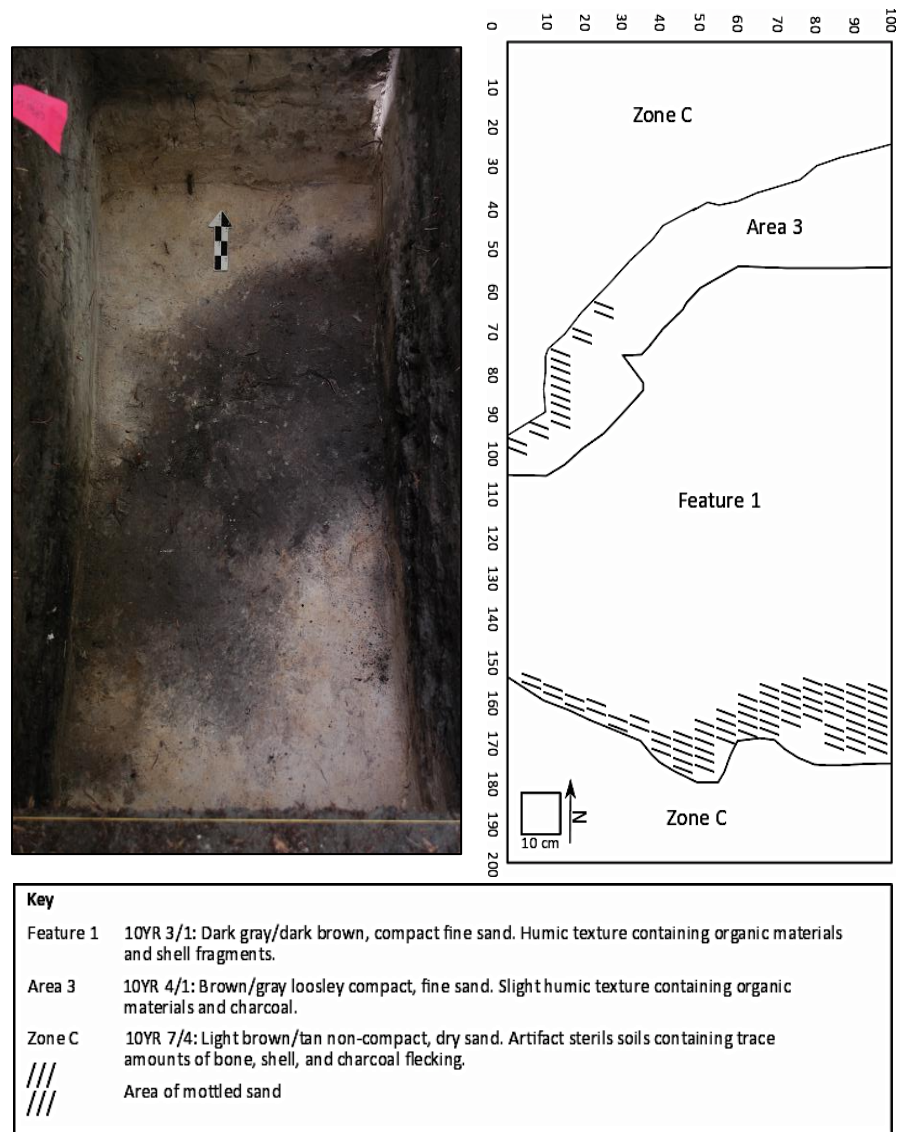 0 10 20 30 40 50 60 70 80 90 100
10
20
30
40
50
60
70
80
90
100
110
120
130
140
150
160
170
180
190
200
Zone C
Area 3
Feature 1
Zone C
N
10 cm
Key
Feature 1 10YR 3/1: Dark gray/dark brown, compact fine sand. Humic texture containing organic materials
and shell fragments.
Area 3 10YR 4/1: Brown/gray loosley compact, fine sand. Slight humic texture containing organic
materials and charcoal.
Zone C 10YR 7/4: Light brown/tan non-compact, dry sand. Artifact sterils soils containing trace
amounts of bone, shell, and charcoal flecking.
Area of mottled sand